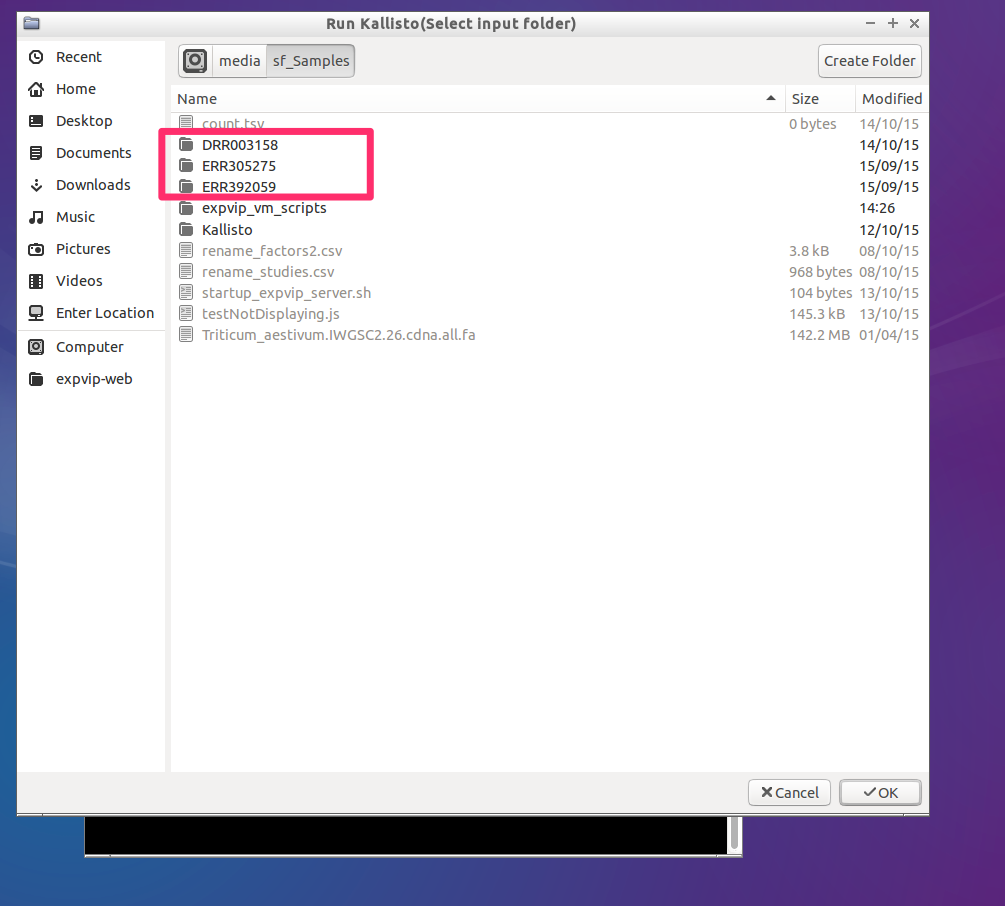 Run Kallisto(Select input folder)
Recent
Home
Desktop
Documents
Downloads
Music
Pictures
Videos
Enter Location
Computer
expvip-web
media sf_Samples Create Folder
Name Size Modified
count.tsv 0 bytes 14/10/15
DRR003158 14/10/15
ERR305275 15/09/15
ERR392059 15/09/15
expvip_vm_scripts 14:26
Kallisto 12/10/15
rename_factors2.csv 3.8 kB 08/10/15
rename_studies.csv 968 bytes 08/10/15
startup_expvip_server.sh 104 bytes 13/10/15
testNotDisplaying.js 145.3 kB 13/10/15
Triticum_aestivum.IWGSC2.26.cdna.all.fa 142.2 MB 01/04/15
Cancel OK